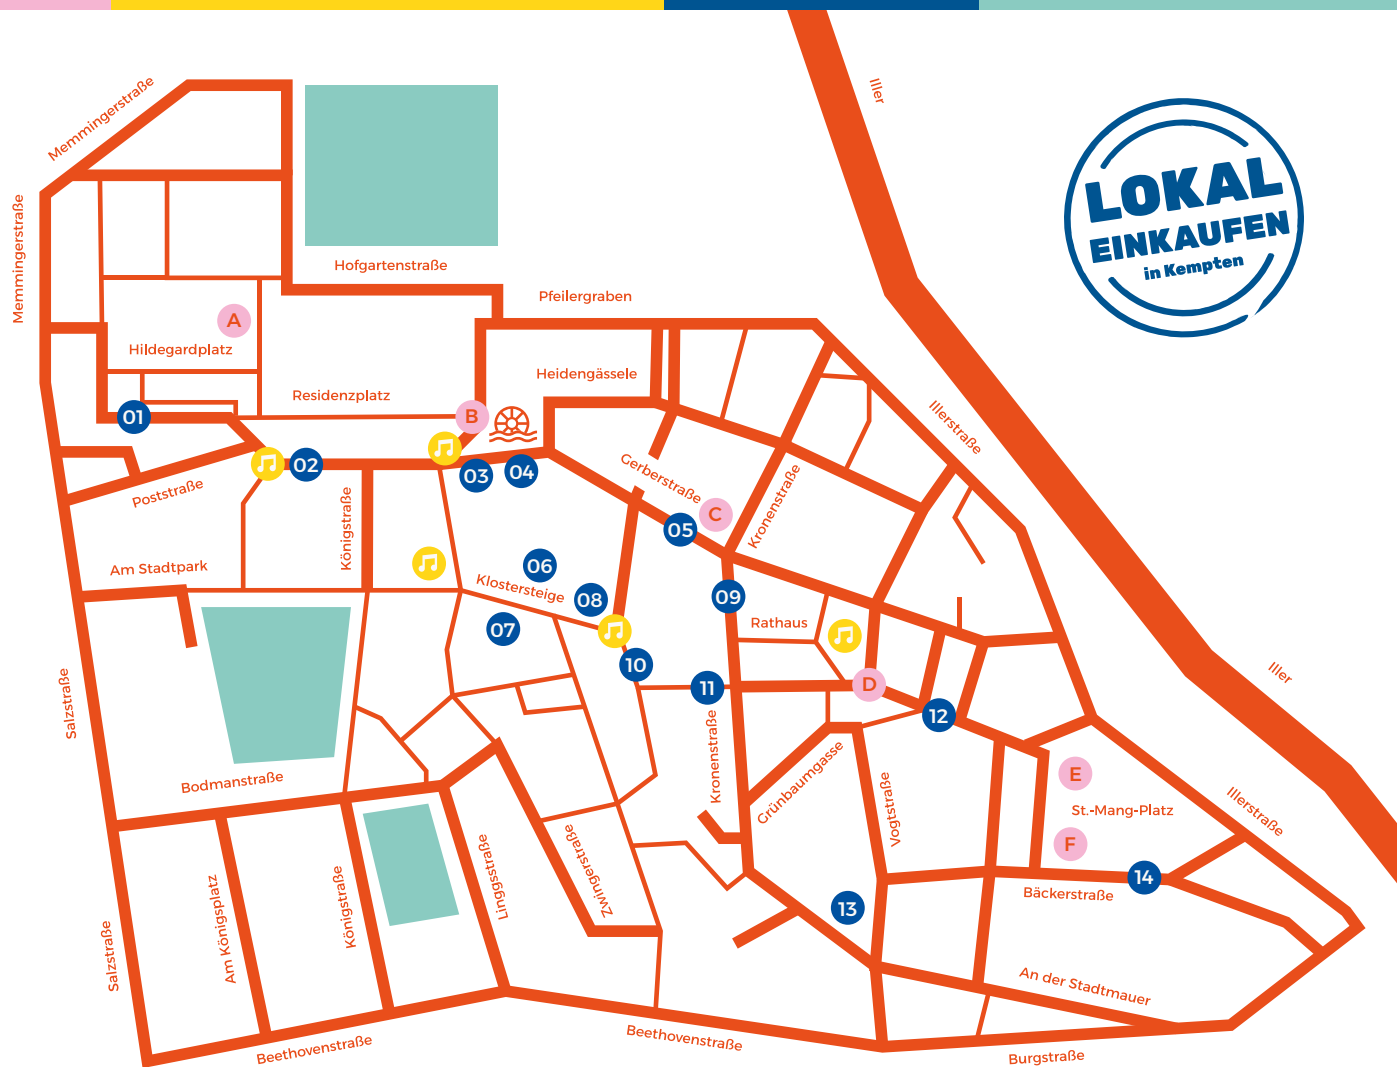 Memmingerstraße
Iller
LOKAL
EINKAUFEN
in Kempten
Memmingerstraße
Hofgartenstraße
Pfeilergraben
A
Hildegardplatz
Heidengässele
Residenzplatz
01
B
Illerstraße
02
03
04
Poststraße
Gerberstraße
C
Kronenstraße
05
Königstraße
Am Stadtpark
06
Klostersteige
08
09
07
Rathaus
10
11
D
12
Iller
Salzstraße
Kronenstraße
Grünbaumgasse
Bodmanstraße
E
St.-Mang-Platz
Vogtstraße
Illerstraße
F
14
Bäckerstraße
Linggsstraße
Zwingerstraße
13
Am Königsplatz
Königstraße
Salzstraße
An der Stadtmauer
Beethovenstraße
Beethovenstraße
Burgstraße